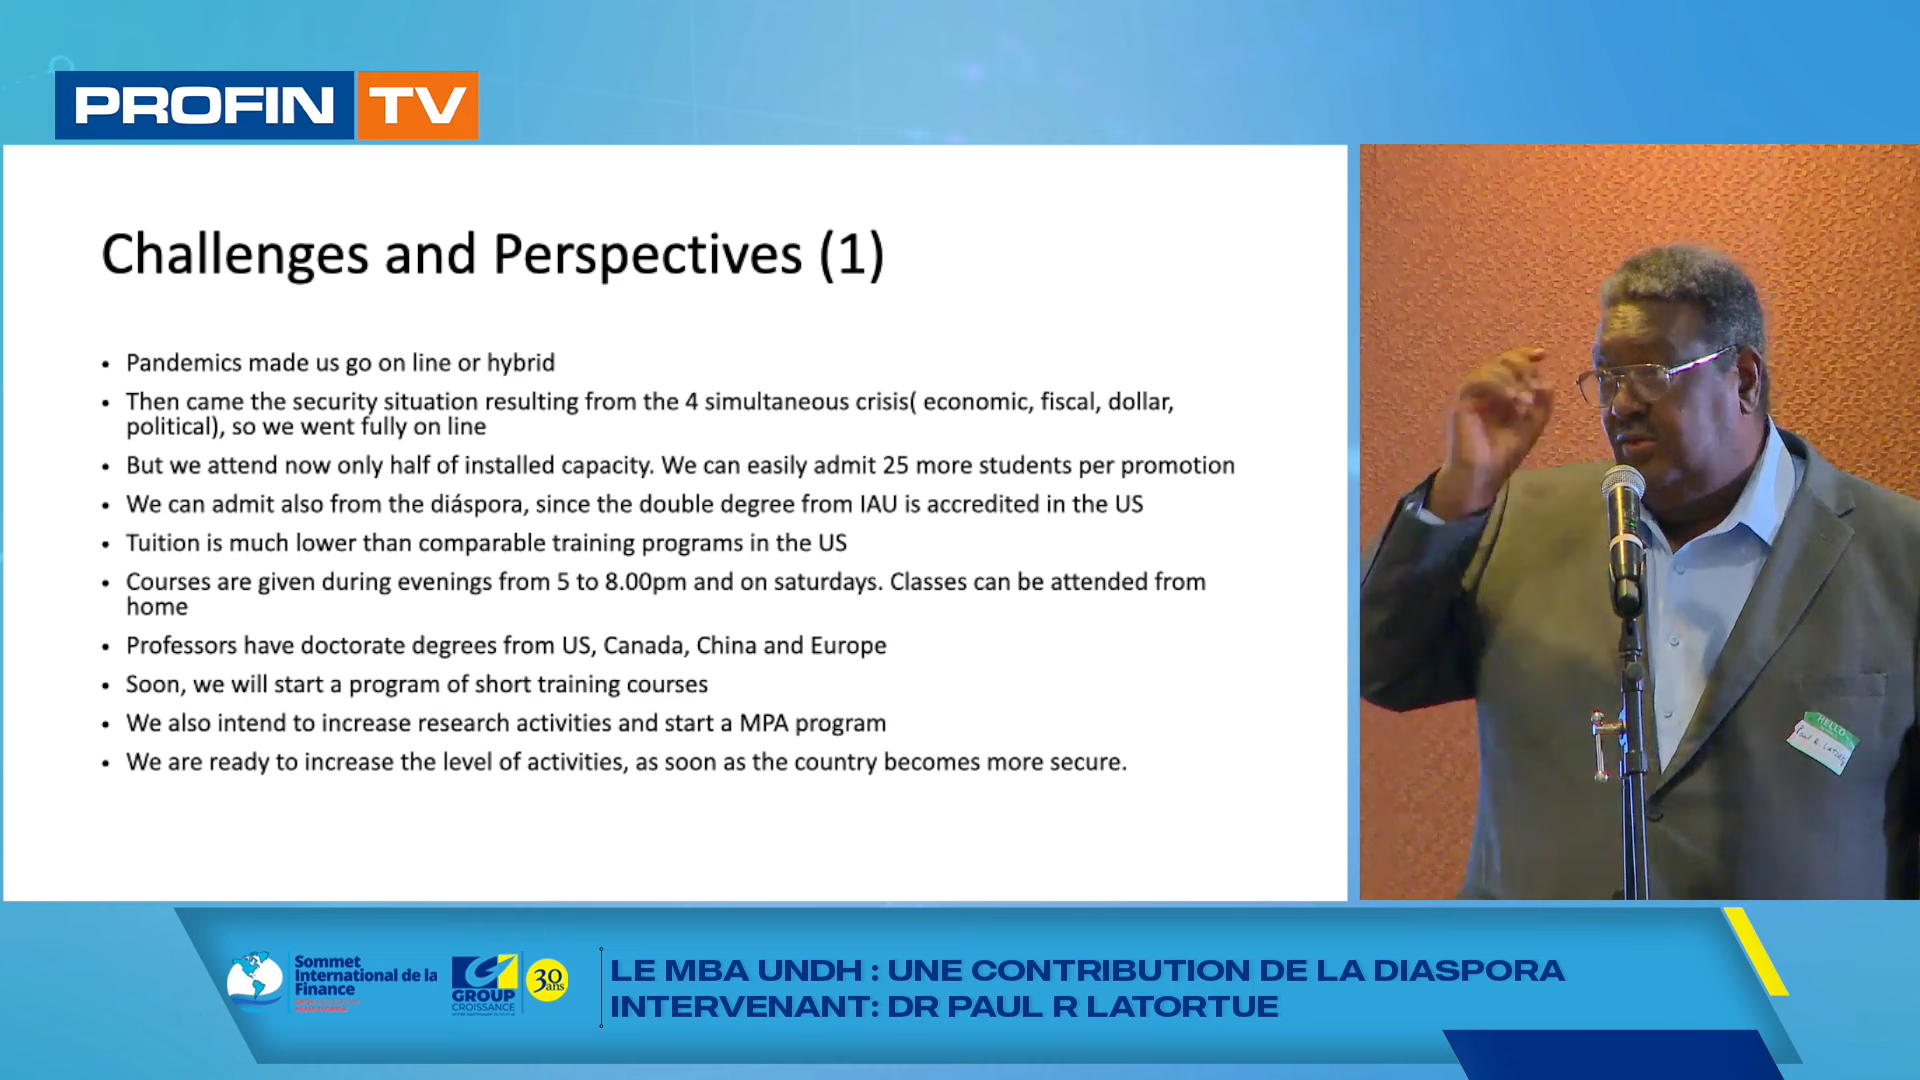 PROFIN TV
Challenges and Perspectives (1)
• Pandemics made us go on line or hybrid
• Then came the security situation resulting from the 4 simultaneous crisis( economic, fiscal, dollar,
political), so we went fully on line
• But we attend now only half of installed capacity. We can easily admit 25 more students per promotion
• We can admit also from the diáspora, since the double degree from IAU is accredited in the US
• Tuition is much lower than comparable training programs in the US
• Courses are given during evenings from 5 to 8.00pm and on saturdays. Classes can be attended from
home
• Professors have doctorate degrees from US, Canada, China and Europe
• Soon, we will start a program of short training courses
• We also intend to increase research activities and start a MPA program
• We are ready to increase the level of activities, as soon as the country becomes more secure.
HELLO
Paul R. LATORTUE
Sommet
International de la
Finance
GROUP
CROISSANCE
30
ans
LE MBA UNDH : UNE CONTRIBUTION DE LA DIASPORA
INTERVENANT: DR PAUL R LATORTUE